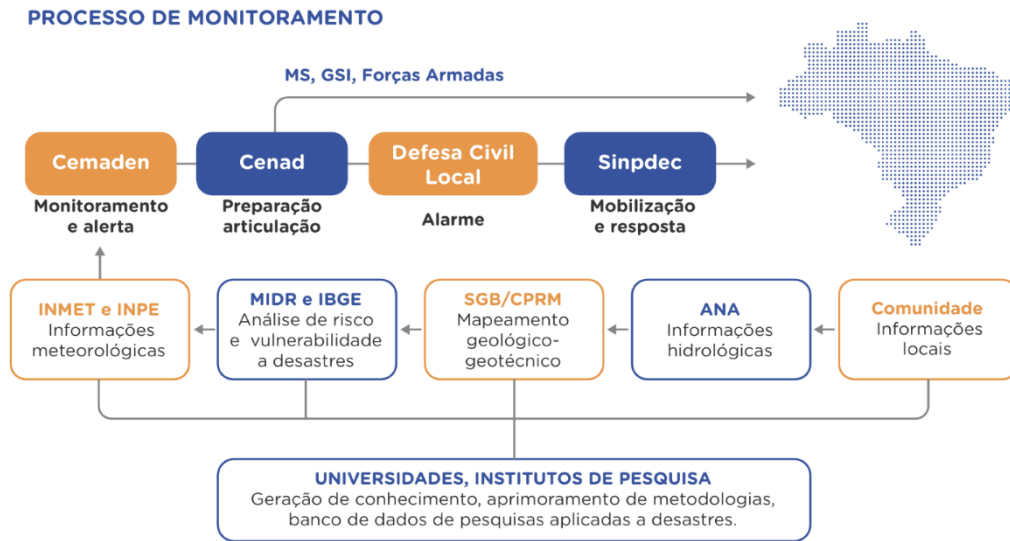 PROCESSO DE MONITORAMENTO
MS, GSI, Forças Armadas
Cemaden
Monitoramento
e alerta
Cenad
Preparação
articulação
Defesa Civil
Local
Alarme
Sinpdec
Mobilização
e resposta
INMET e INPE
Informações
meteorológicas
MIDR e IBGE
Análise de risco
e vulnerabilidade
a desastres
SGB/CPRM
Mapeamento
geológico-
geotécnico
ANA
Informações
hidrológicas
Comunidade
Informações
locais
UNIVERSIDADES, INSTITUTOS DE PESQUISA
Geração de conhecimento, aprimoramento de metodologias,
banco de dados de pesquisas aplicadas a desastres.